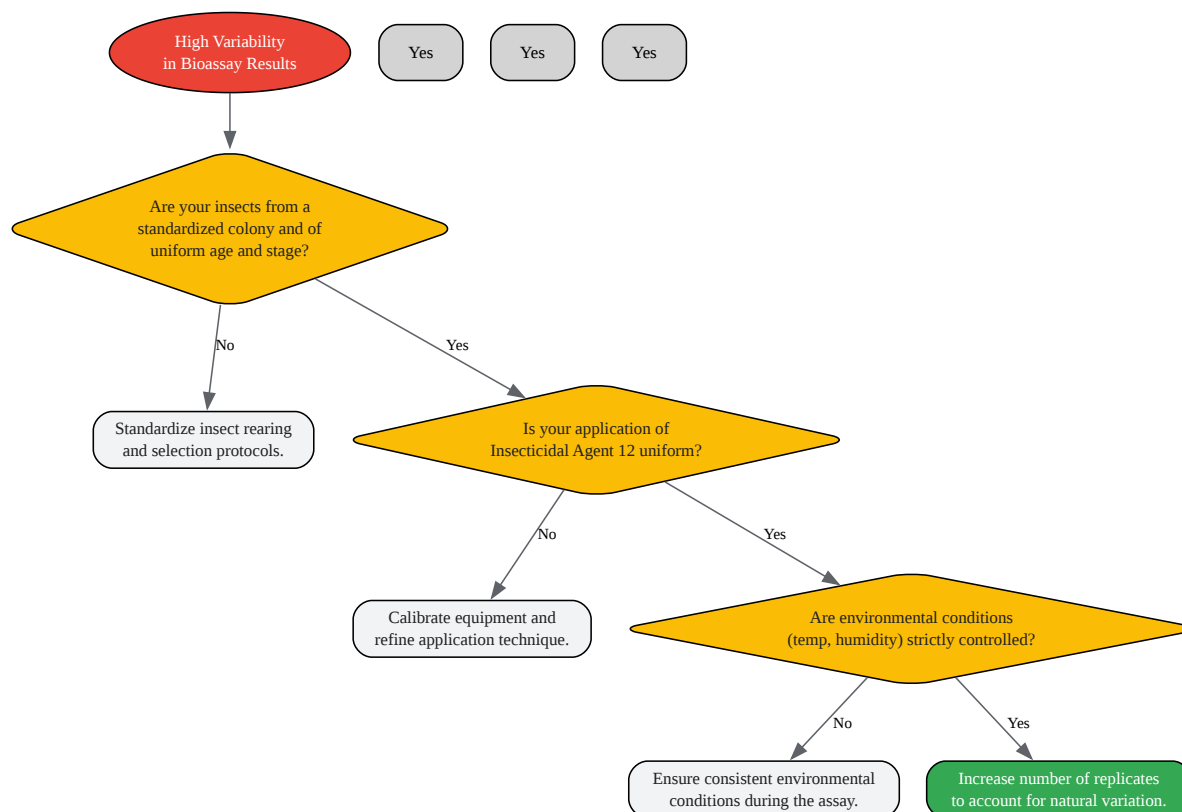 High Variability
in Bioassay Results
Yes
Yes
Yes
Are your insects from a
standardized colony and of
uniform age and stage?
No
Yes
Standardize insect rearing
and selection protocols.
Is your application of
Insecticidal Agent 12 uniform?
No
Yes
Calibrate equipment and
refine application technique.
Are environmental conditions
(temp, humidity) strictly controlled?
No
Yes
Ensure consistent environmental
conditions during the assay.
Increase number of replicates
to account for natural variation.